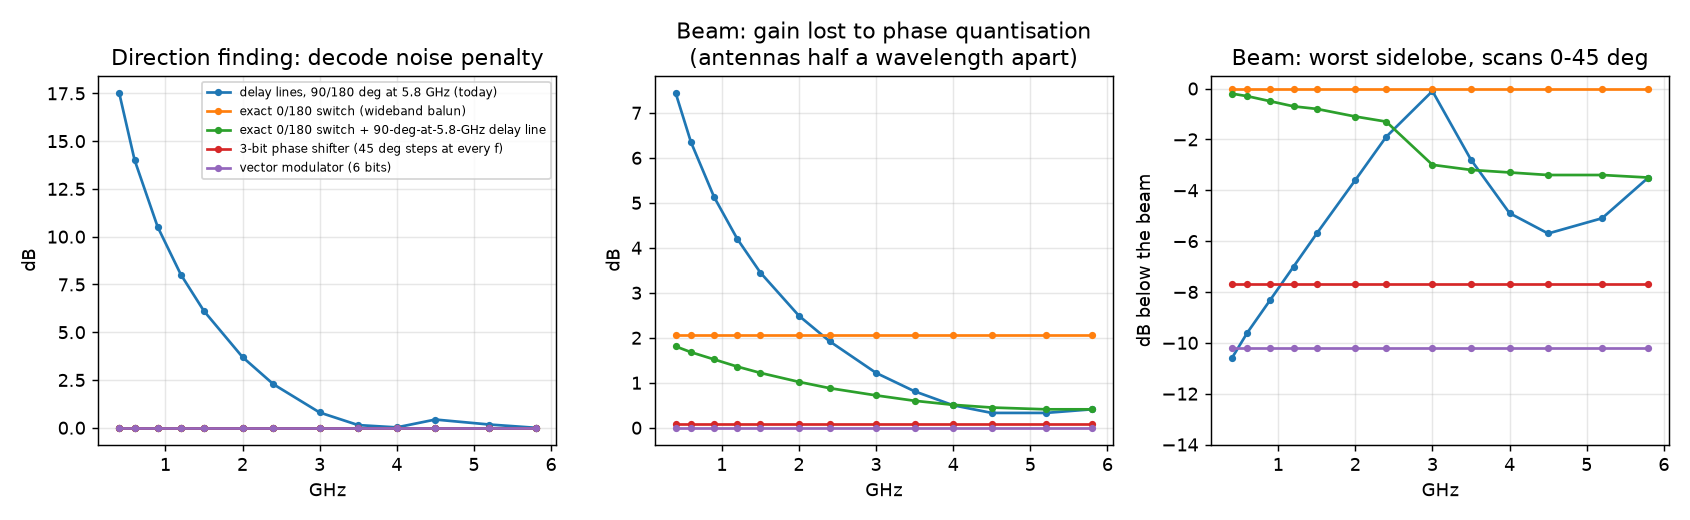 Direction finding: decode noise penalty
dB
17.5
15.0
12.5
10.0
7.5
5.0
2.5
0.0
delay lines, 90/180 deg at 5.8 GHz (today)
exact 0/180 switch (wideband balun)
exact 0/180 switch + 90-deg-at-5.8-GHz delay line
3-bit phase shifter (45 deg steps at every f)
vector modulator (6 bits)
1 2 3 4 5 6
GHz
Beam: gain lost to phase quantisation
(antennas half a wavelength apart)
dB
7
6
5
4
3
2
1
0
1 2 3 4 5 6
GHz
Beam: worst sidelobe, scans 0-45 deg
dB below the beam
0
−2
−4
−6
−8
−10
−12
−14
1 2 3 4 5 6
GHz